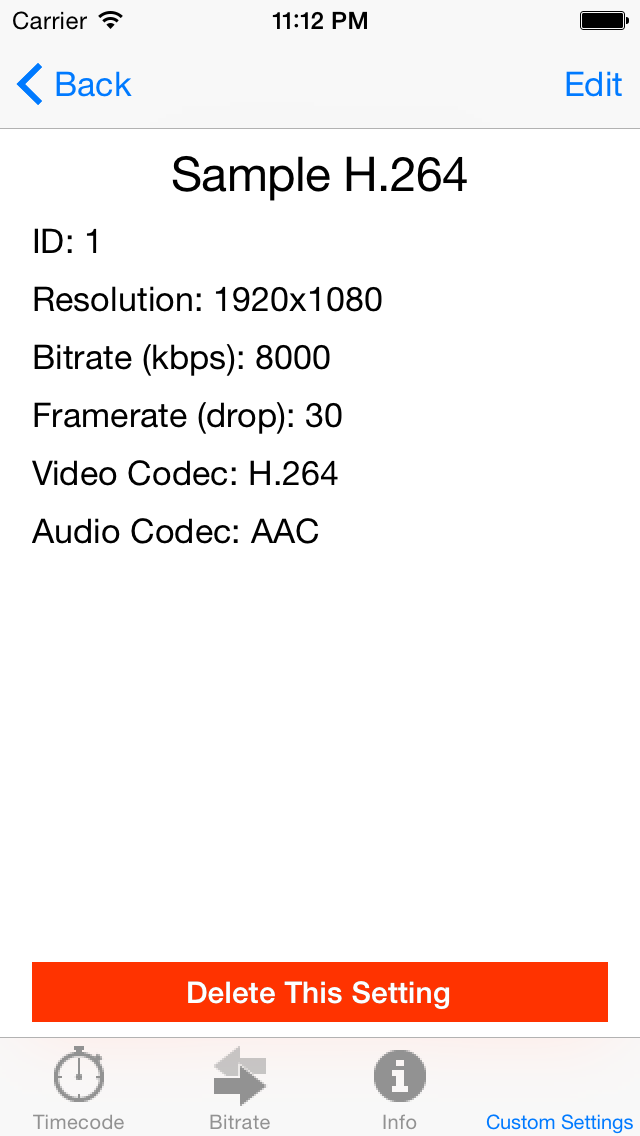 Carrier 11:12 PM
Back Edit
Sample H.264
ID: 1
Resolution: 1920x1080
Bitrate (kbps): 8000
Framerate (drop): 30
Video Codec: H.264
Audio Codec: AAC
Delete This Setting
Timecode Bitrate Info Custom Settings